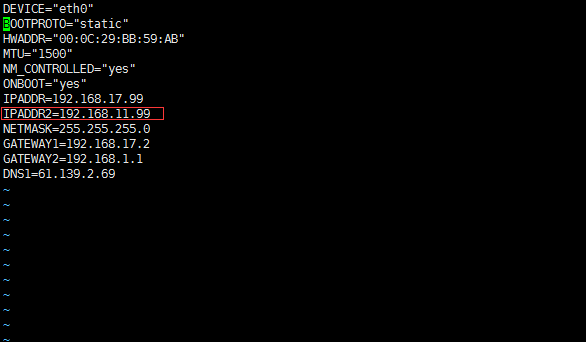 DEVICE="eth0"
BOOTPROTO="static"
HWADDR="00:0C:29:BB:59:AB"
MTU="1500"
NM_CONTROLLED="yes"
ONBOOT="yes"
IPADDR=192.168.17.99
IPADDR2=192.168.11.99
NETMASK=255.255.255.0
GATEWAY1=192.168.17.2
GATEWAY2=192.168.1.1
DNS1=61.139.2.69
~
~
~
~
~
~
~
~
~
~
~